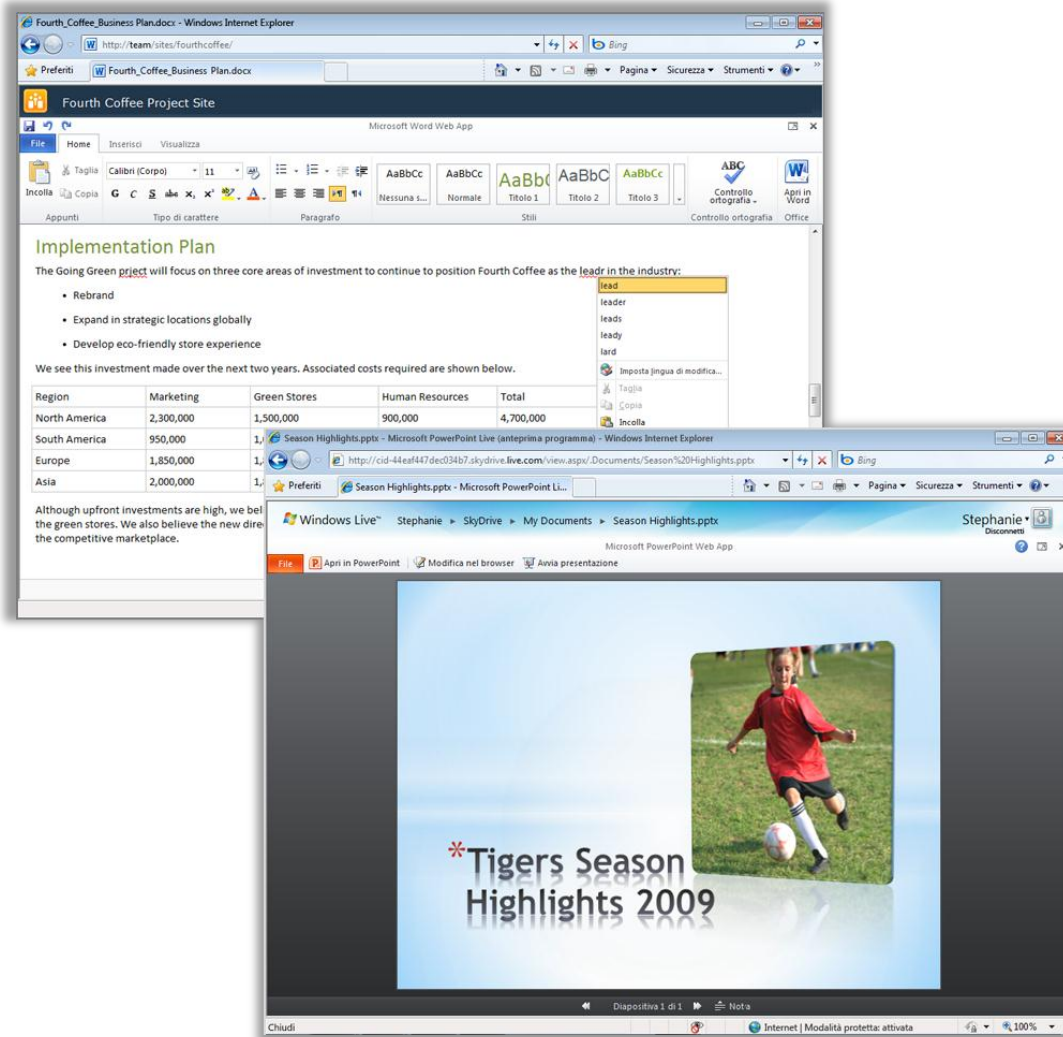 Fourth_Coffee_Business Plan.docx - Windows Internet Explorer
http://team/sites/fourthcoffee/
Bing
Preferiti
Fourth_Coffee_Business Plan.docx
Pagina
Sicurezza
Strumenti
Fourth Coffee Project Site
Microsoft Word Web App
File Home Inserisci Visualizza
Incolla
Taglia
Copia
Calibri (Corpo) 11
G C S abc x, x²
AaBbCc AaBbCc AaBb( AaBbC AaBbCc
Nessuna s... Normale Titolo 1 Titolo 2 Titolo 3
ABC
Controllo ortografia
Apri in Word
Appunti Tipo di carattere Paragrafo Stili Controllo ortografia Office
Implementation Plan
The Going Green prject will focus on three core areas of investment to continue to position Fourth Coffee as the leadr in the industry:
• Rebrand
• Expand in strategic locations globally
• Develop eco-friendly store experience
We see this investment made over the next two years. Associated costs required are shown below.
lead
leader
leads
leady
lard
Imposta lingua di modifica...
Taglia
Copia
Incolla
Region Marketing Green Stores Human Resources Total
North America 2,300,000 1,500,000 900,000 4,700,000
South America 950,000
Europe 1,850,000
Asia 2,000,000
Although upfront investments are high, we
the green stores. We also believe the new
the competitive marketplace.
Season Highlights.pptx - Microsoft PowerPoint Live (anteprima programma) - Windows Internet Explorer
http://cid-44eaf447dec034b7.skydrive.live.com/view.aspx/.Documents/Season%20Highlights.pptx
Bing
Preferiti
Season Highlights.pptx - Microsoft PowerPoint Li...
Pagina
Sicurezza
Strumenti
Windows Live™ Stephanie ▸ SkyDrive ▸ My Documents ▸ Season Highlights.pptx
Stephanie
Disconnetti
Microsoft PowerPoint Web App
File Apri in PowerPoint Modifica nel browser Avvia presentazione
*Tigers Season
Highlights 2009
Diapositiva 1 di 1 Nota
Chiudi
Internet | Modalità protetta: attivata
100%